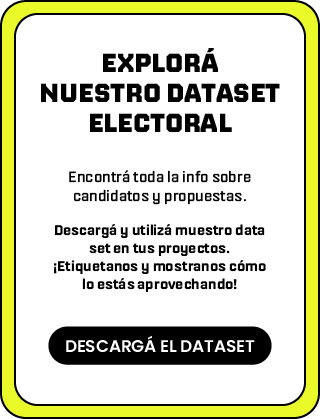 EXPLORÁ
NUESTRO DATASET
ELECTORAL
Encontrá toda la info sobre
candidatos y propuestas.
Descargá y utilizá muestro data
set en tus proyectos.
¡Etiquetanos y mostranos cómo
lo estás aprovechando!
DESCARGÁ EL DATASET